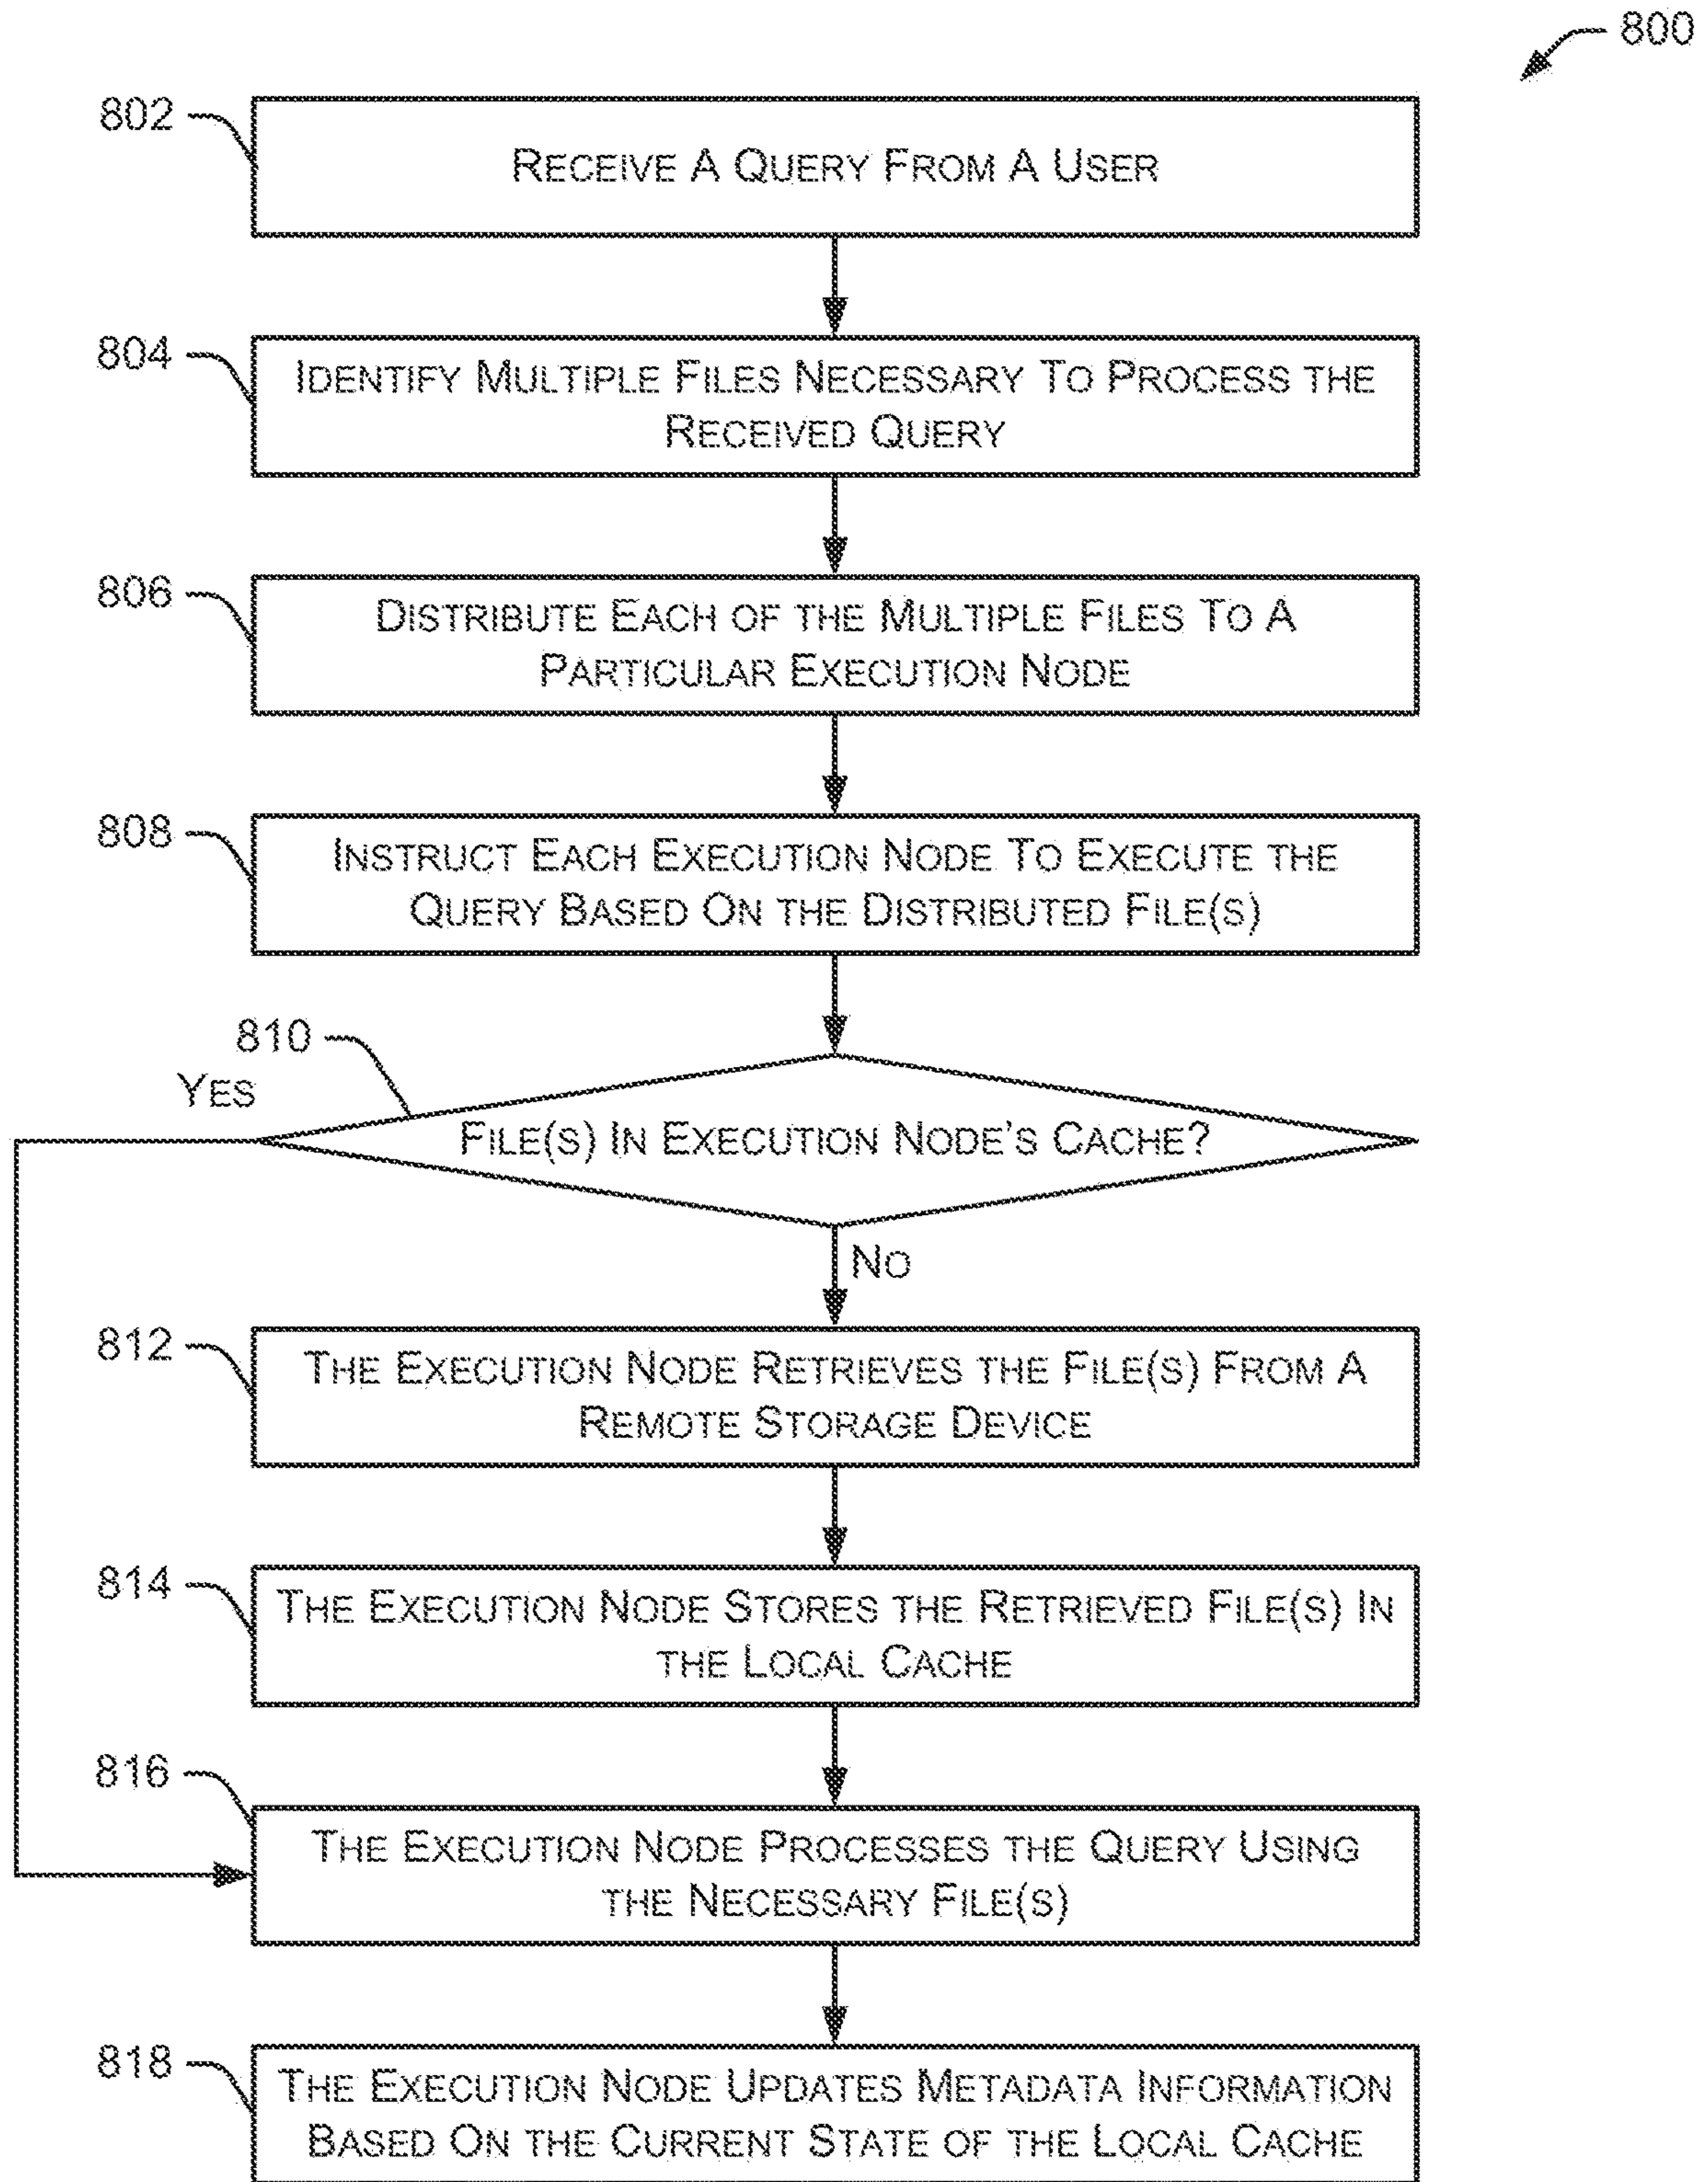 800
802
RECEIVE A QUERY FROM A USER
804
IDENTIFY MULTIPLE FILES NECESSARY TO PROCESS THE
RECEIVED QUERY
806
DISTRIBUTE EACH OF THE MULTIPLE FILES TO A
PARTICULAR EXECUTION NODE
808
INSTRUCT EACH EXECUTION NODE TO EXECUTE THE
QUERY BASED ON THE DISTRIBUTED FILE(S)
810
YES
FILE(S) IN EXECUTION NODE'S CACHE?
NO
812
THE EXECUTION NODE RETRIEVES THE FILE(S) FROM A
REMOTE STORAGE DEVICE
814
THE EXECUTION NODE STORES THE RETRIEVED FILE(S) IN
THE LOCAL CACHE
816
THE EXECUTION NODE PROCESSES THE QUERY USING
THE NECESSARY FILE(S)
818
THE EXECUTION NODE UPDATES METADATA INFORMATION
BASED ON THE CURRENT STATE OF THE LOCAL CACHE